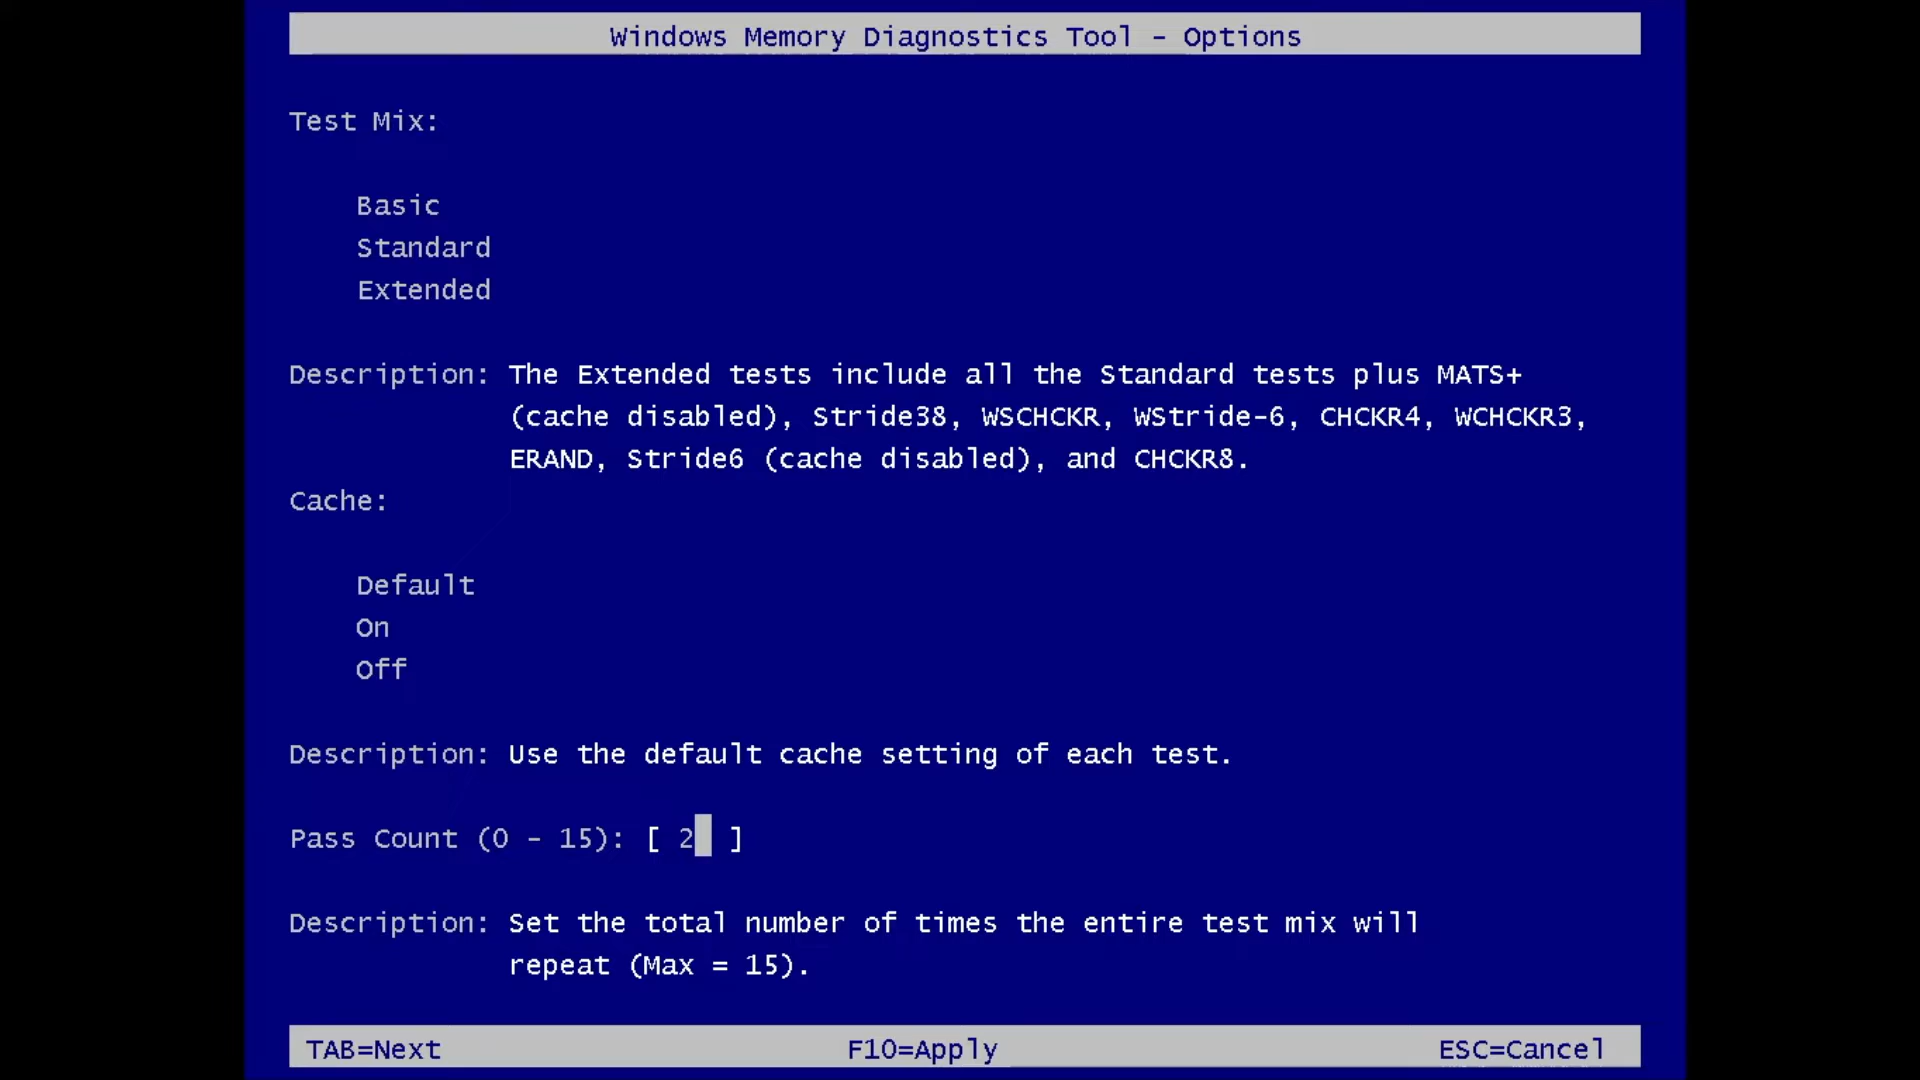 Windows Memory Diagnostics Tool - Options
Test Mix:
Basic
Standard
Extended
Description: The Extended tests include all the Standard tests plus MATS+
(cache disabled), Stride38, WSCHCKR, WStride-6, CHCKR4, WCHCKR3,
ERAND, Stride6 (cache disabled), and CHCKR8.
Cache:
Default
On
Off
Description: Use the default cache setting of each test.
Pass Count (0 - 15): [ 2 ]
Description: Set the total number of times the entire test mix will
repeat (Max = 15).
TAB=Next F10=Apply ESC=Cancel